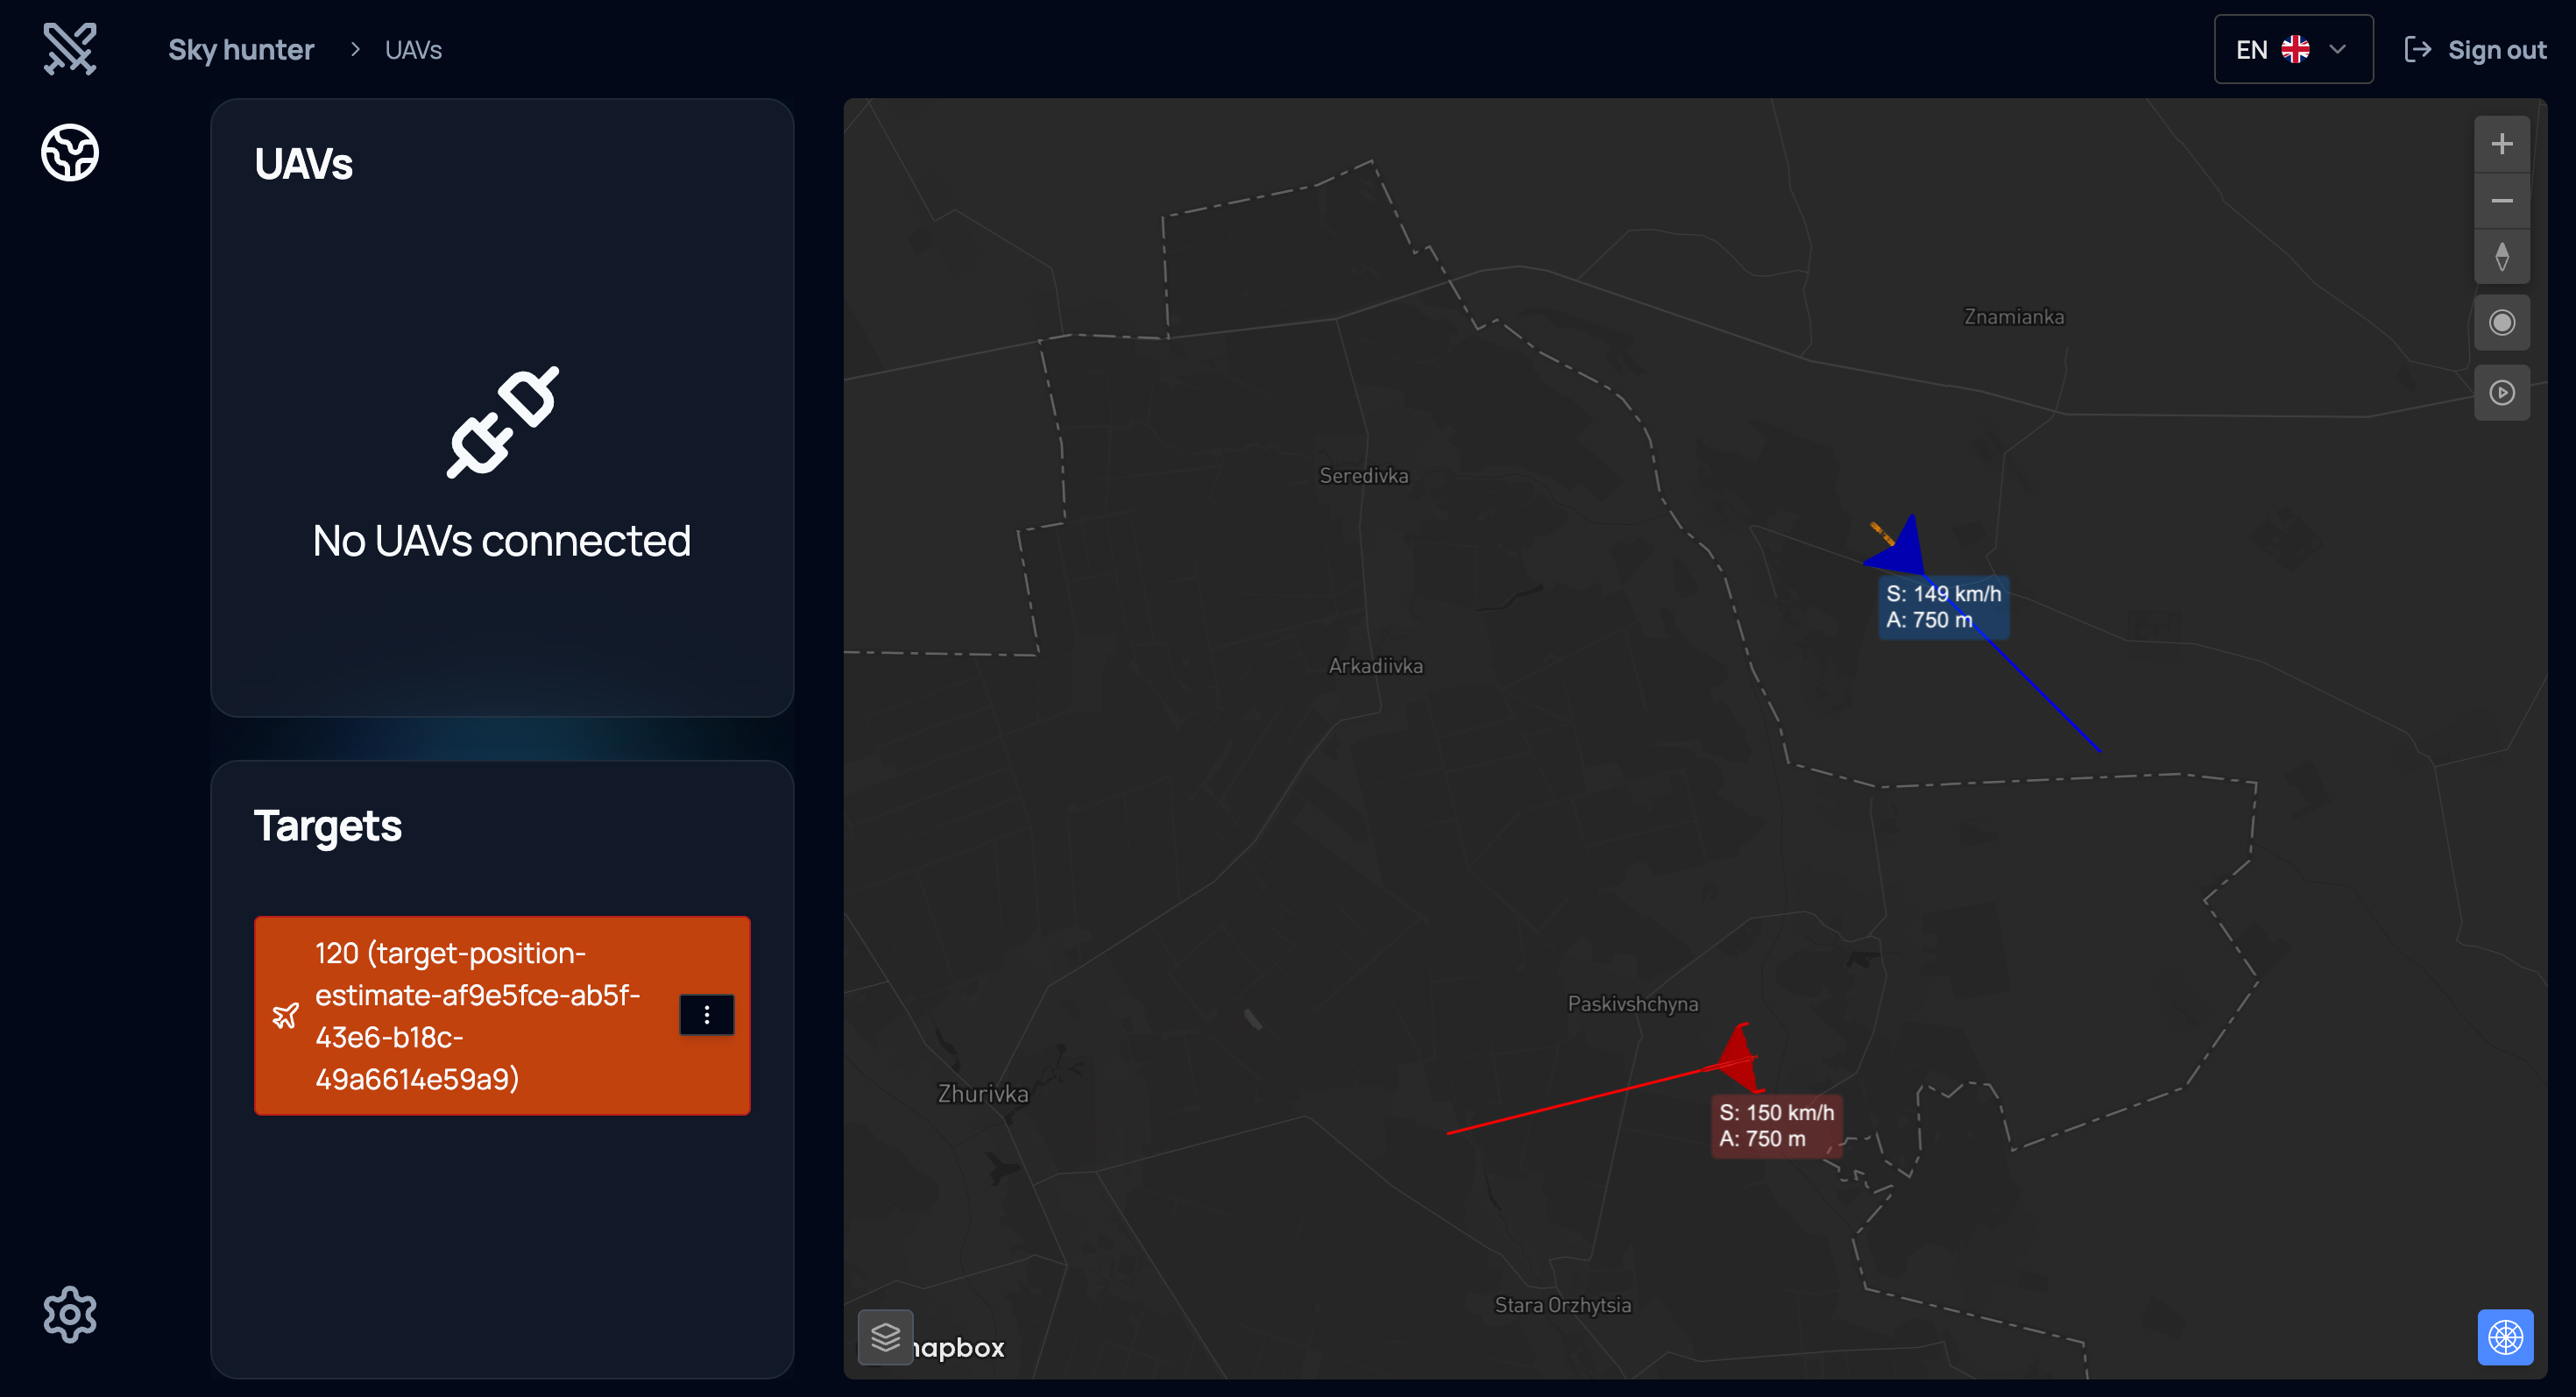 Sky hunter
UAVs
EN
Sign out
UAVs
No UAVs connected
Targets
120 (target-position-
estimate-af9e5fce-ab5f-
43e6-b18c-
49a6614e59a9)
Znamianka
Seredivka
S: 149 km/h
A: 750 m
Arkadiivka
Paskivshchyna
Zhurivka
S: 150 km/h
A: 750 m
Stara Orzhytsia
mapbox